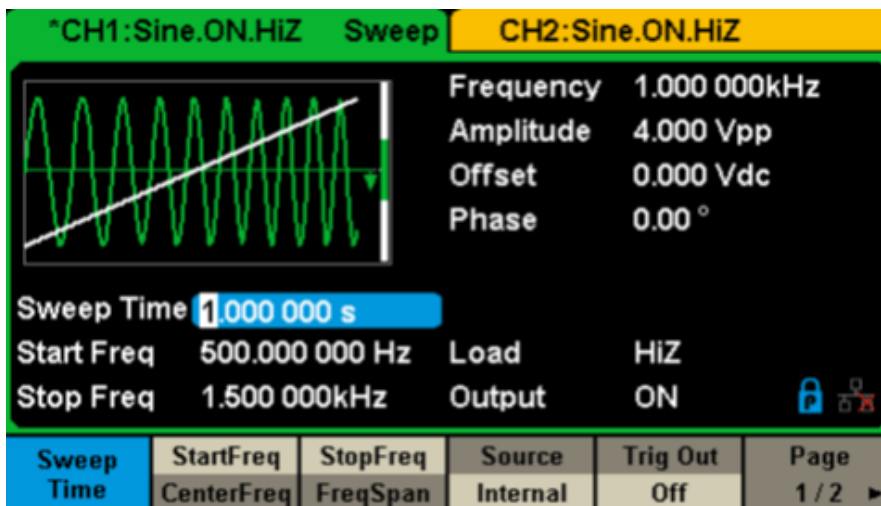 *CH1:Sine.ON.HiZ Sweep CH2:Sine.ON.HiZ
Frequency 1.000 000kHz
Amplitude 4.000 Vpp
Offset 0.000 Vdc
Phase 0.00 °
Sweep Time 1.000 000 s
Start Freq 500.000 000 Hz Load HiZ
Stop Freq 1.500 000kHz Output ON P
Sweep Time StartFreq StopFreq Source Trig Out Page
CenterFreq FreqSpan Internal Off 1/2 ►